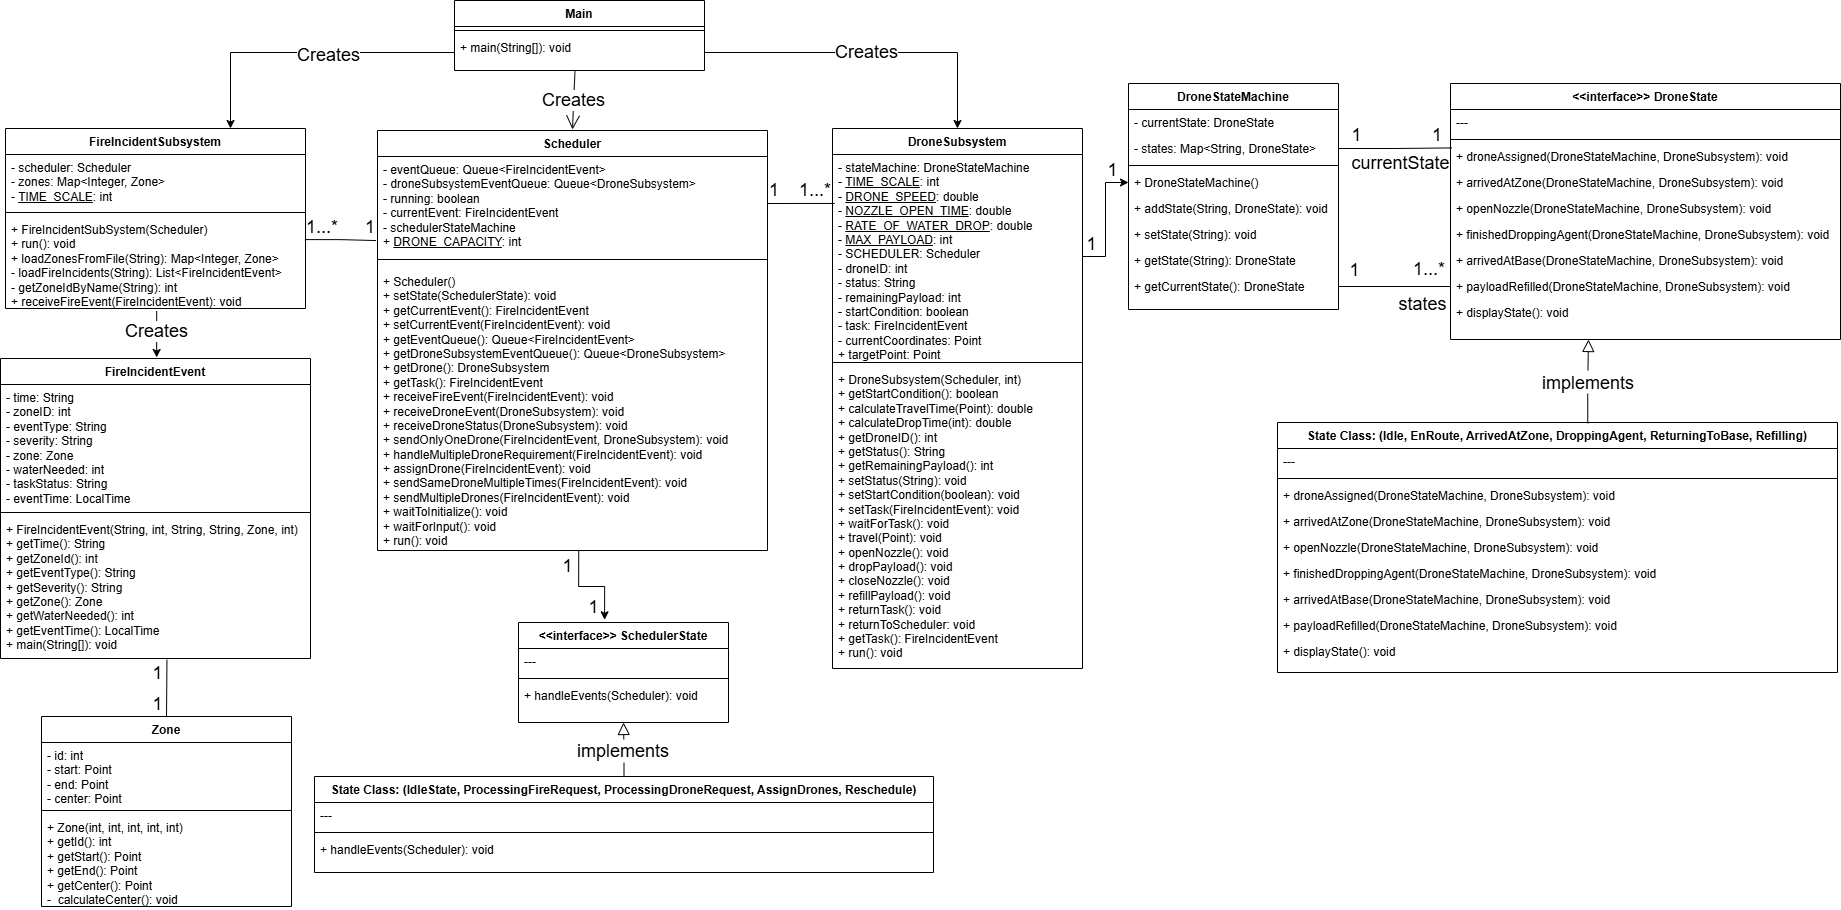 Main
+ main(String[]): void
Creates
Creates
Creates
FireIncidentSubsystem
- scheduler: Scheduler
- zones: Map<Integer, Zone>
- TIME_SCALE: int
+ FireIncidentSubSystem(Scheduler)
+ run(): void
+ loadZonesFromFile(String): Map<Integer, Zone>
- loadFireIncidents(String): List<FireIncidentEvent>
- getZoneIdByName(String): int
+ receiveFireEvent(FireIncidentEvent): void
1...*
1
Creates
FireIncidentEvent
- time: String
- zoneID: int
- eventType: String
- severity: String
- zone: Zone
- waterNeeded: int
- taskStatus: String
- eventTime: LocalTime
+ FireIncidentEvent(String, int, String, String, Zone, int)
+ getTime(): String
+ getZoneId(): int
+ getEventType(): String
+ getSeverity(): String
+ getZone(): Zone
+ getWaterNeeded(): int
+ getEventTime(): LocalTime
+ main(String[]): void
1
1
Zone
- id: int
- start: Point
- end: Point
- center: Point
+ Zone(int, int, int, int, int)
+ getId(): int
+ getStart(): Point
+ getEnd(): Point
+ getCenter(): Point
- calculateCenter(): void
Scheduler
- eventQueue: Queue<FireIncidentEvent>
- droneSubsystemEventQueue: Queue<DroneSubsystem>
- running: boolean
- currentEvent: FireIncidentEvent
- schedulerStateMachine
+ DRONE_CAPACITY: int
+ Scheduler()
+ setState(SchedulerState): void
+ getCurrentEvent(): FireIncidentEvent
+ setCurrentEvent(FireIncidentEvent): void
+ getEventQueue(): Queue<FireIncidentEvent>
+ getDroneSubsystemEventQueue(): Queue<DroneSubsystem>
+ getDrone(): DroneSubsystem
+ getTask(): FireIncidentEvent
+ receiveFireEvent(FireIncidentEvent): void
+ receiveDroneEvent(DroneSubsystem): void
+ receiveDroneStatus(DroneSubsystem): void
+ sendOnlyOneDrone(FireIncidentEvent, DroneSubsystem): void
+ handleMultipleDroneRequirement(FireIncidentEvent): void
+ assignDrone(FireIncidentEvent): void
+ sendSameDroneMultipleTimes(FireIncidentEvent): void
+ sendMultipleDrones(FireIncidentEvent): void
+ waitToInitialize(): void
+ waitForInput(): void
+ run(): void
1
1...*
1
1
<<interface>> SchedulerState
---
+ handleEvents(Scheduler): void
implements
State Class: (IdleState, ProcessingFireRequest, ProcessingDroneRequest, AssignDrones, Reschedule)
---
+ handleEvents(Scheduler): void
DroneSubsystem
- stateMachine: DroneStateMachine
- TIME_SCALE: int
- DRONE_SPEED: double
- NOZZLE_OPEN_TIME: double
- RATE_OF_WATER_DROP: double
- MAX_PAYLOAD: int
- SCHEDULER: Scheduler
- droneID: int
- status: String
- remainingPayload: int
- startCondition: boolean
- task: FireIncidentEvent
- currentCoordinates: Point
+ targetPoint: Point
+ DroneSubsystem(Scheduler, int)
+ getStartCondition(): boolean
+ calculateTravelTime(Point): double
+ calculateDropTime(int): double
+ getDroneID(): int
+ getStatus(): String
+ getRemainingPayload(): int
+ setStatus(String): void
+ setStartCondition(boolean): void
+ setTask(FireIncidentEvent): void
+ waitForTask(): void
+ travel(Point): void
+ openNozzle(): void
+ dropPayload(): void
+ closeNozzle(): void
+ refillPayload(): void
+ returnTask(): void
+ returnToScheduler: void
+ getTask(): FireIncidentEvent
+ run(): void
1
1
DroneStateMachine
- currentState: DroneState
- states: Map<String, DroneState>
+ DroneStateMachine()
+ addState(String, DroneState): void
+ setState(String): void
+ getState(String): DroneState
+ getCurrentState(): DroneState
1
1
currentState
1
1...*
states
<<interface>> DroneState
---
+ droneAssigned(DroneStateMachine, DroneSubsystem): void
+ arrivedAtZone(DroneStateMachine, DroneSubsystem): void
+ openNozzle(DroneStateMachine, DroneSubsystem): void
+ finishedDroppingAgent(DroneStateMachine, DroneSubsystem): void
+ arrivedAtBase(DroneStateMachine, DroneSubsystem): void
+ payloadRefilled(DroneStateMachine, DroneSubsystem): void
+ displayState(): void
implements
State Class: (Idle, EnRoute, ArrivedAtZone, DroppingAgent, ReturningToBase, Refilling)
---
+ droneAssigned(DroneStateMachine, DroneSubsystem): void
+ arrivedAtZone(DroneStateMachine, DroneSubsystem): void
+ openNozzle(DroneStateMachine, DroneSubsystem): void
+ finishedDroppingAgent(DroneStateMachine, DroneSubsystem): void
+ arrivedAtBase(DroneStateMachine, DroneSubsystem): void
+ payloadRefilled(DroneStateMachine, DroneSubsystem): void
+ displayState(): void